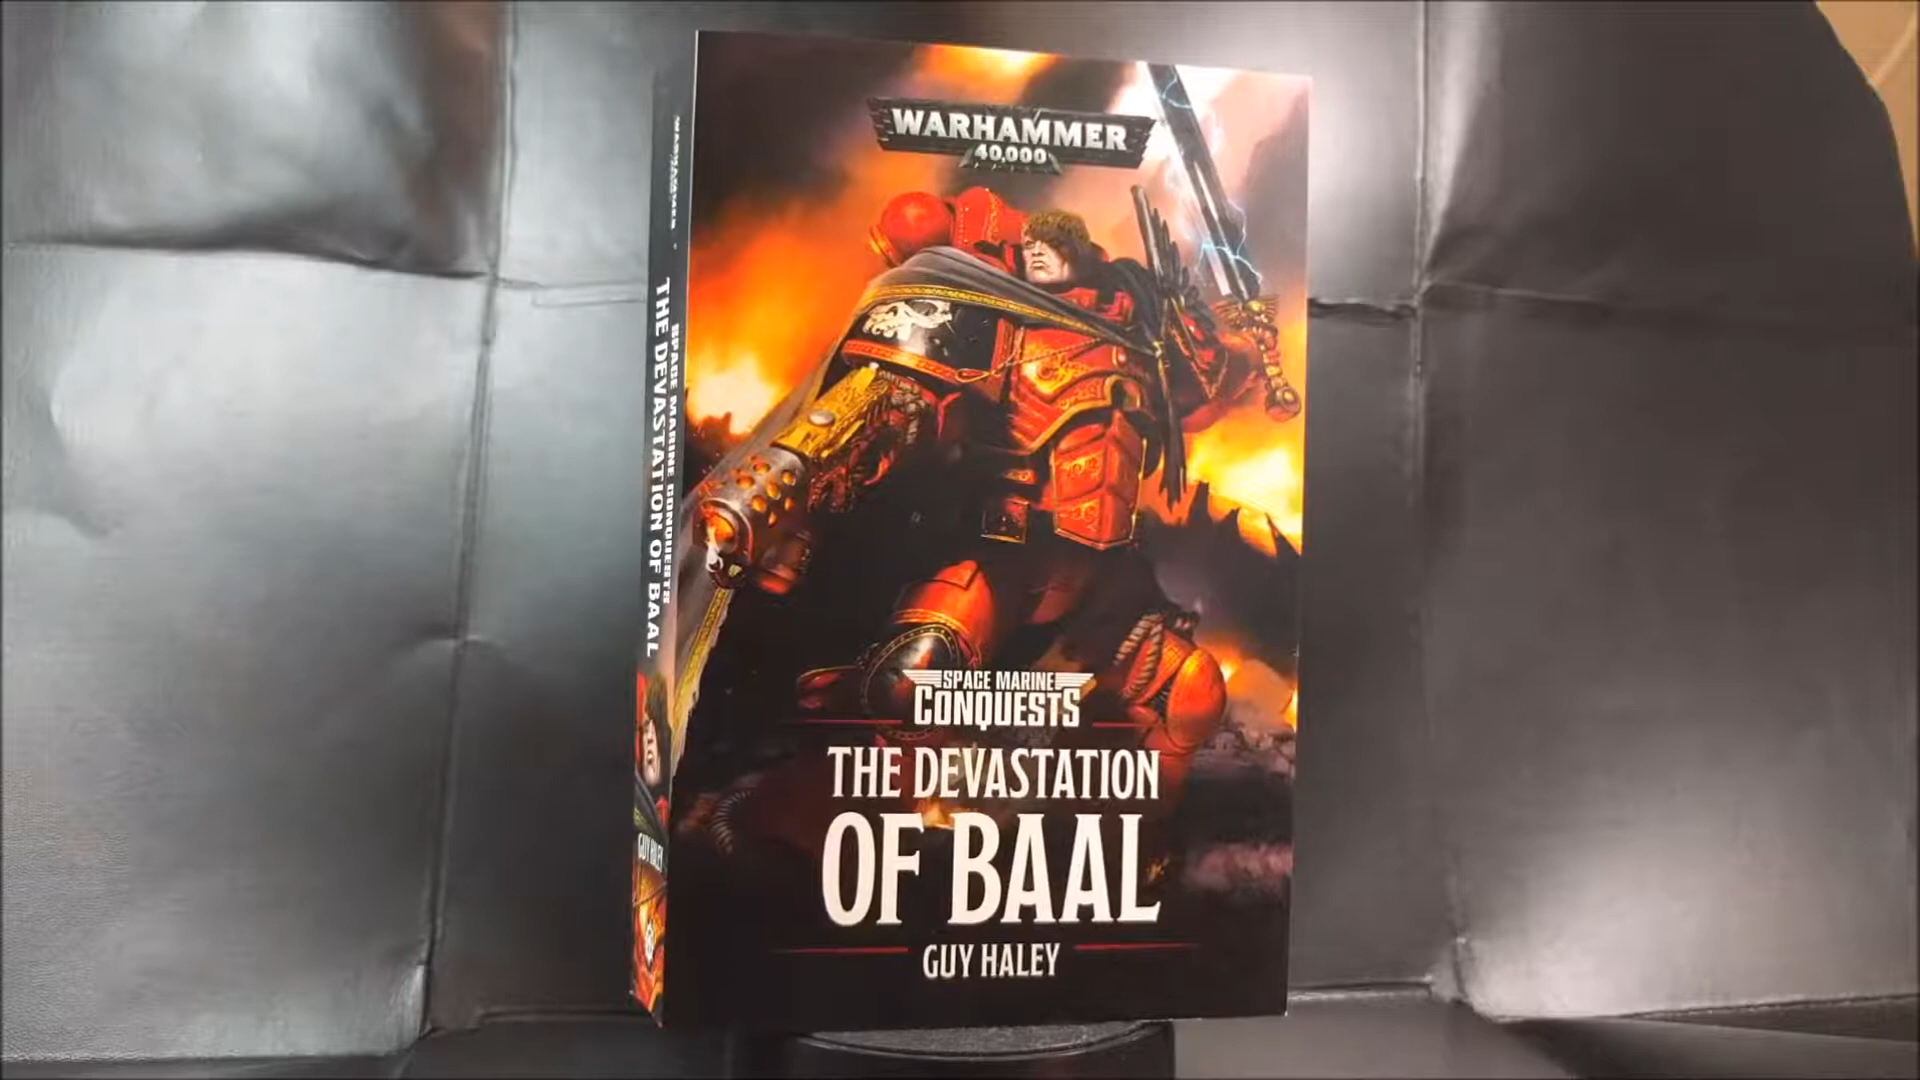 WARHAMMER
40,000
SPACE MARINE
CONQUESTS
THE DEVASTATION
OF BAAL
GUY HALEY
WARHAMMER
SPACE MARINE CONQUESTS
THE DEVASTATION OF BAAL
GUY HALEY